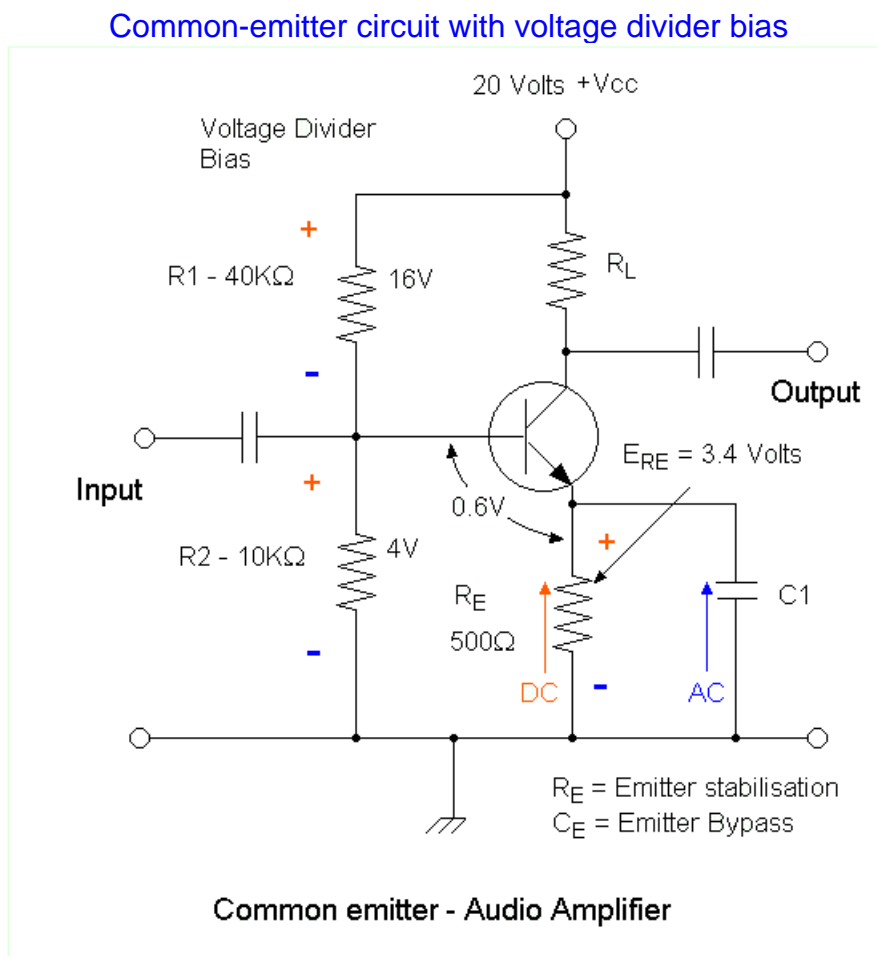 Common-emitter circuit with voltage divider bias
20 Volts +Vcc
Voltage Divider
Bias
+
R1 - 40KΩ
16V
RL
-
Output
Input
+
ERE = 3.4 Volts
0.6V
R2 - 10KΩ
4V
+
RE
500Ω
C1
-
DC
-
AC
RE = Emitter stabilisation
CE = Emitter Bypass
Common emitter - Audio Amplifier